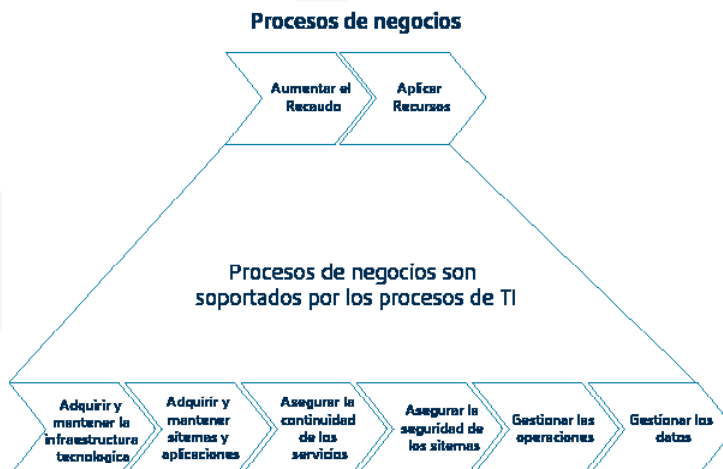 Procesos de negocios
Aumentar el
Recaudo
Aplicar
Recursos
Procesos de negocios son
soportados por los procesos de TI
Adquirir y
mantener la
infraestructura
tecnologica
Adquirir y
mantener
sitemas y
aplicaciones
Asegurar la
continuidad
de los
servicios
Asegurar la
seguridad de
los sitemas
Gestionar las
operaciones
Gestionar los
datos